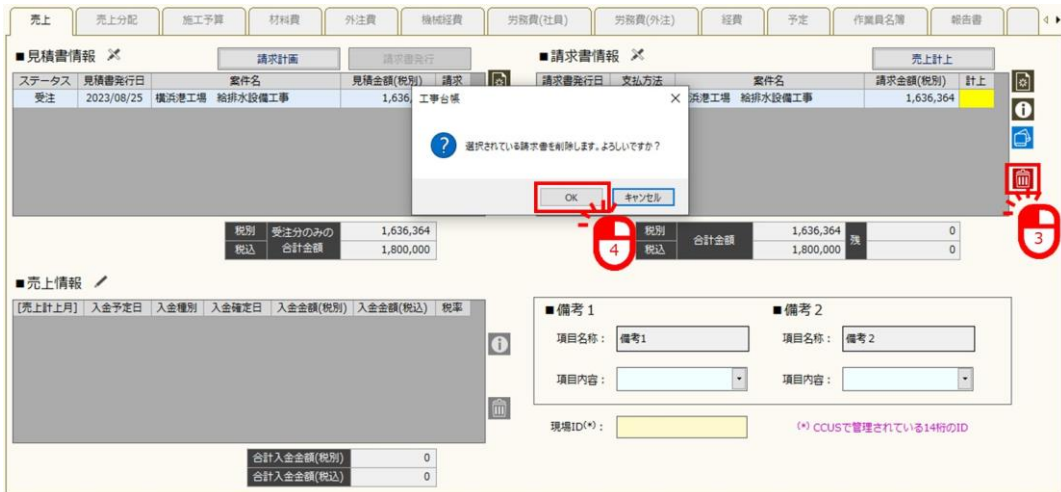 売上 売上分配 施工予算 材料費 外注費 機械経費 労務費(社員) 労務費(外注) 経費 予定 作業員名簿 報告書
■見積書情報 請求計画 請求書発行 ■請求書情報 売上計上
ステータス 見積書発行日 案件名 見積金額(税別) 請求 請求書発行日 支払方法 案件名 請求金額(税別) 計上
受注 2023/08/25 横浜港工場 給排水設備工事 1,636, 浜港工場 給排水設備工事 1,636,364
工事台帳
選択されている請求書を削除します。よろしいですか?
OK キャンセル
3
4
税別 受注分のみの 1,636,364 税別 合計金額 1,636,364 残 0
税込 合計金額 1,800,000 税込 1,800,000 0
■売上情報
[売上計上月] 入金予定日 入金種別 入金確定日 入金金額(税別) 入金金額(税込) 税率
■備考1 ■備考2
項目名称: 備考1 項目名称: 備考2
項目内容: 項目内容:
現場ID(*): (*) CCUSで管理されている14桁のID
合計入金金額(税別) 0
合計入金金額(税込) 0